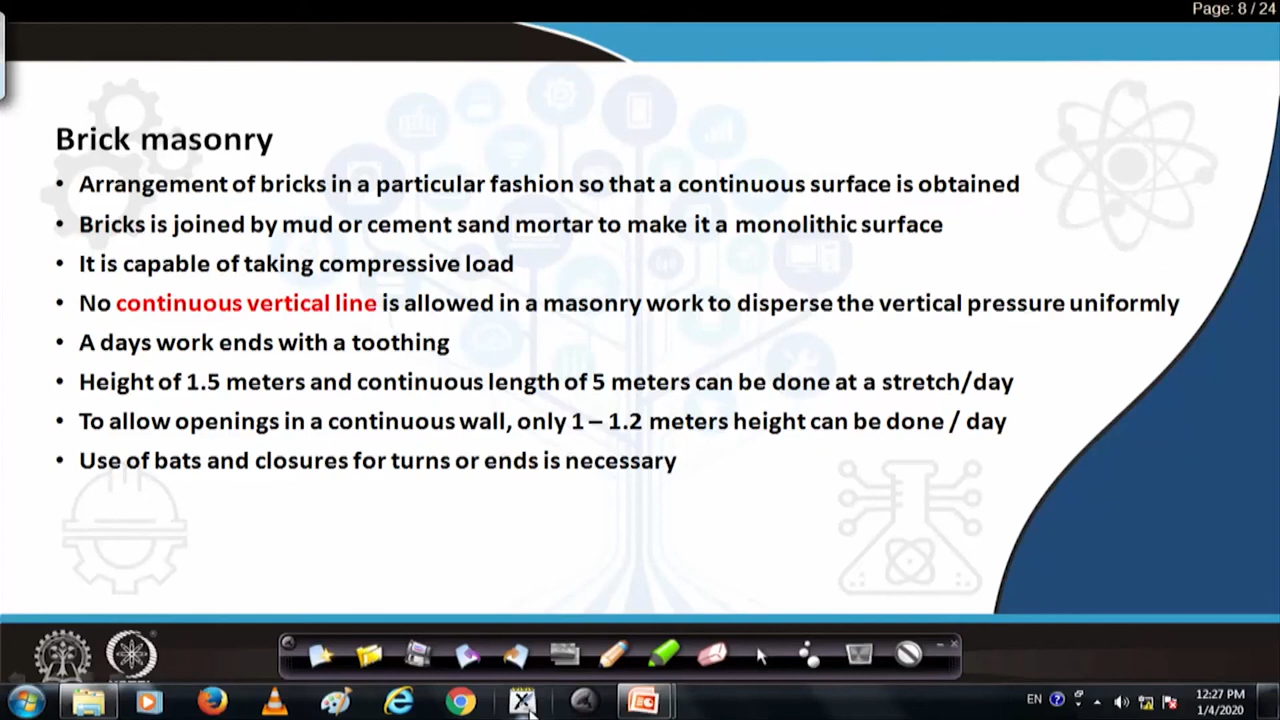 Page: 8 / 24
Brick masonry
• Arrangement of bricks in a particular fashion so that a continuous surface is obtained
• Bricks is joined by mud or cement sand mortar to make it a monolithic surface
• It is capable of taking compressive load
• No continuous vertical line is allowed in a masonry work to disperse the vertical pressure uniformly
• A days work ends with a toothing
• Height of 1.5 meters and continuous length of 5 meters can be done at a stretch/day
• To allow openings in a continuous wall, only 1 – 1.2 meters height can be done / day
• Use of bats and closures for turns or ends is necessary
EN
12:27 PM
1/4/2020